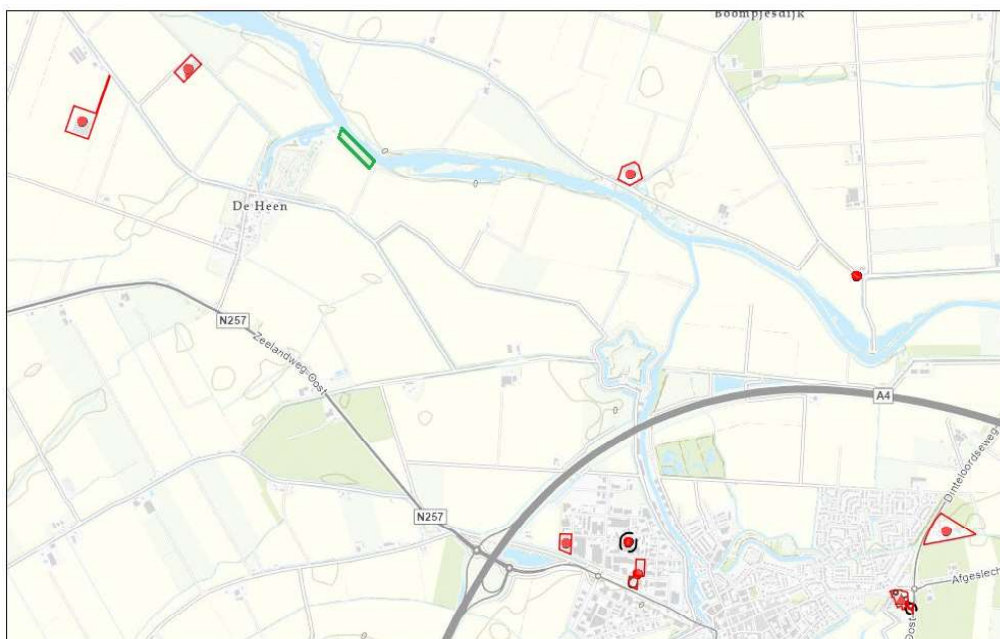 Boompjesdijk
De Heen
N257
Zeelandweg-Oost
A4
N257
Dinteloordseweg
Afgeslech
Oost